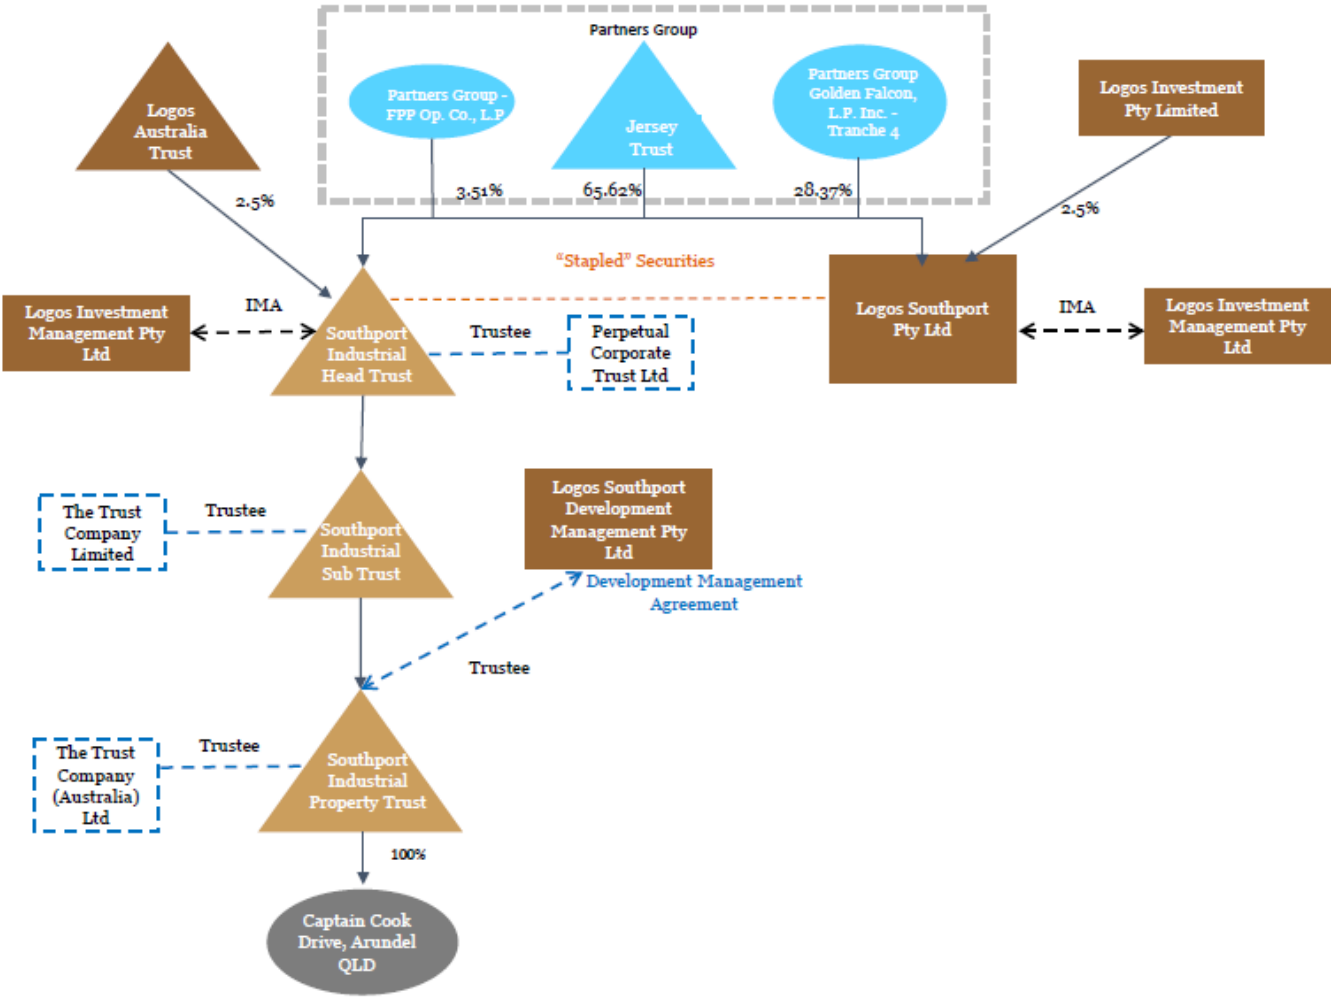 Partners Group
Logos
Australia
Trust
Partners Group -
FPP Op. Co., L.P
Jersey
Trust
Partners Group
Golden Falcon,
L.P. Inc. -
Tranche 4
Logos Investment
Pty Limited
2.5%
3.51%
65.62%
28.37%
2.5%
"Stapled" Securities
Logos Investment
Management Pty
Ltd
IMA
Southport
Industrial
Head Trust
Trustee
Perpetual
Corporate
Trust Ltd
Logos Southport
Pty Ltd
IMA
Logos Investment
Management Pty
Ltd
The Trust
Company
Limited
Trustee
Southport
Industrial
Sub Trust
Logos Southport
Development
Management Pty
Ltd
Development Management
Agreement
Trustee
The Trust
Company
(Australia)
Ltd
Trustee
Southport
Industrial
Property Trust
100%
Captain Cook
Drive, Arundel
QLD